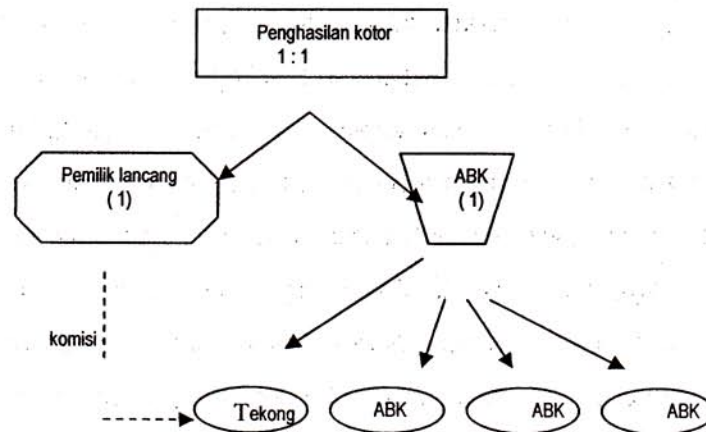 Penghasilan kotor
1 : 1
Pemilik lancang
( 1)
ABK
( 1)
komisi
Tekong
ABK
ABK
ABK